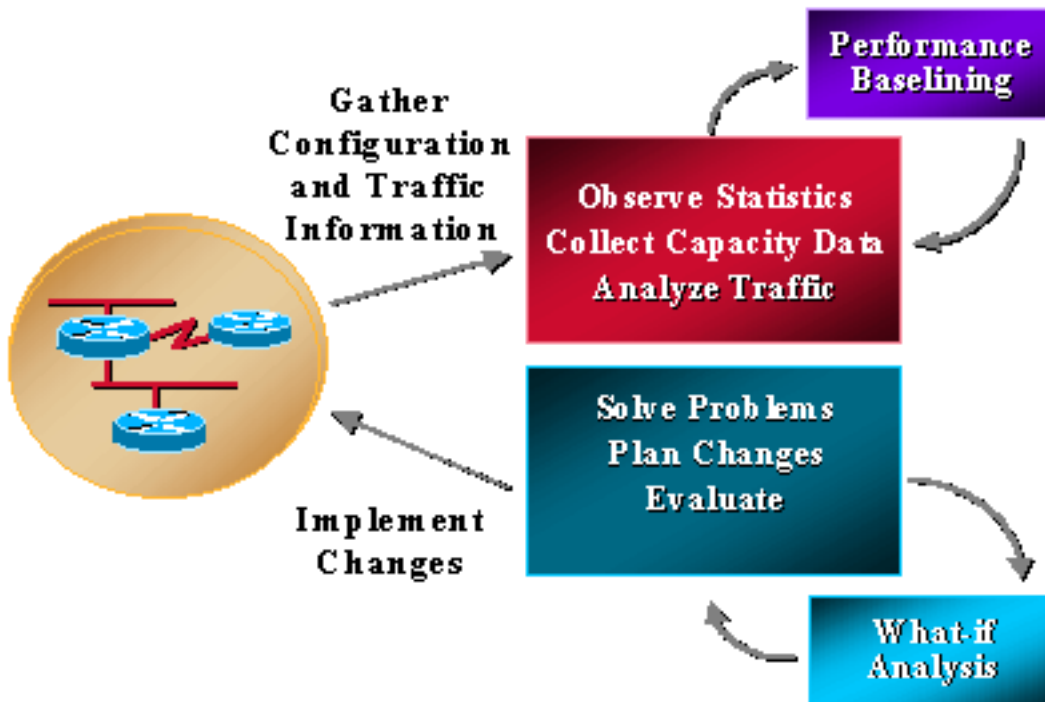 Performance
Baselining
Gather
Configuration
and Traffic
Information
Observe Statistics
Collect Capacity Data
Analyze Traffic
Solve Problems
Plan Changes
Evaluate
Implement
Changes
What-if
Analysis